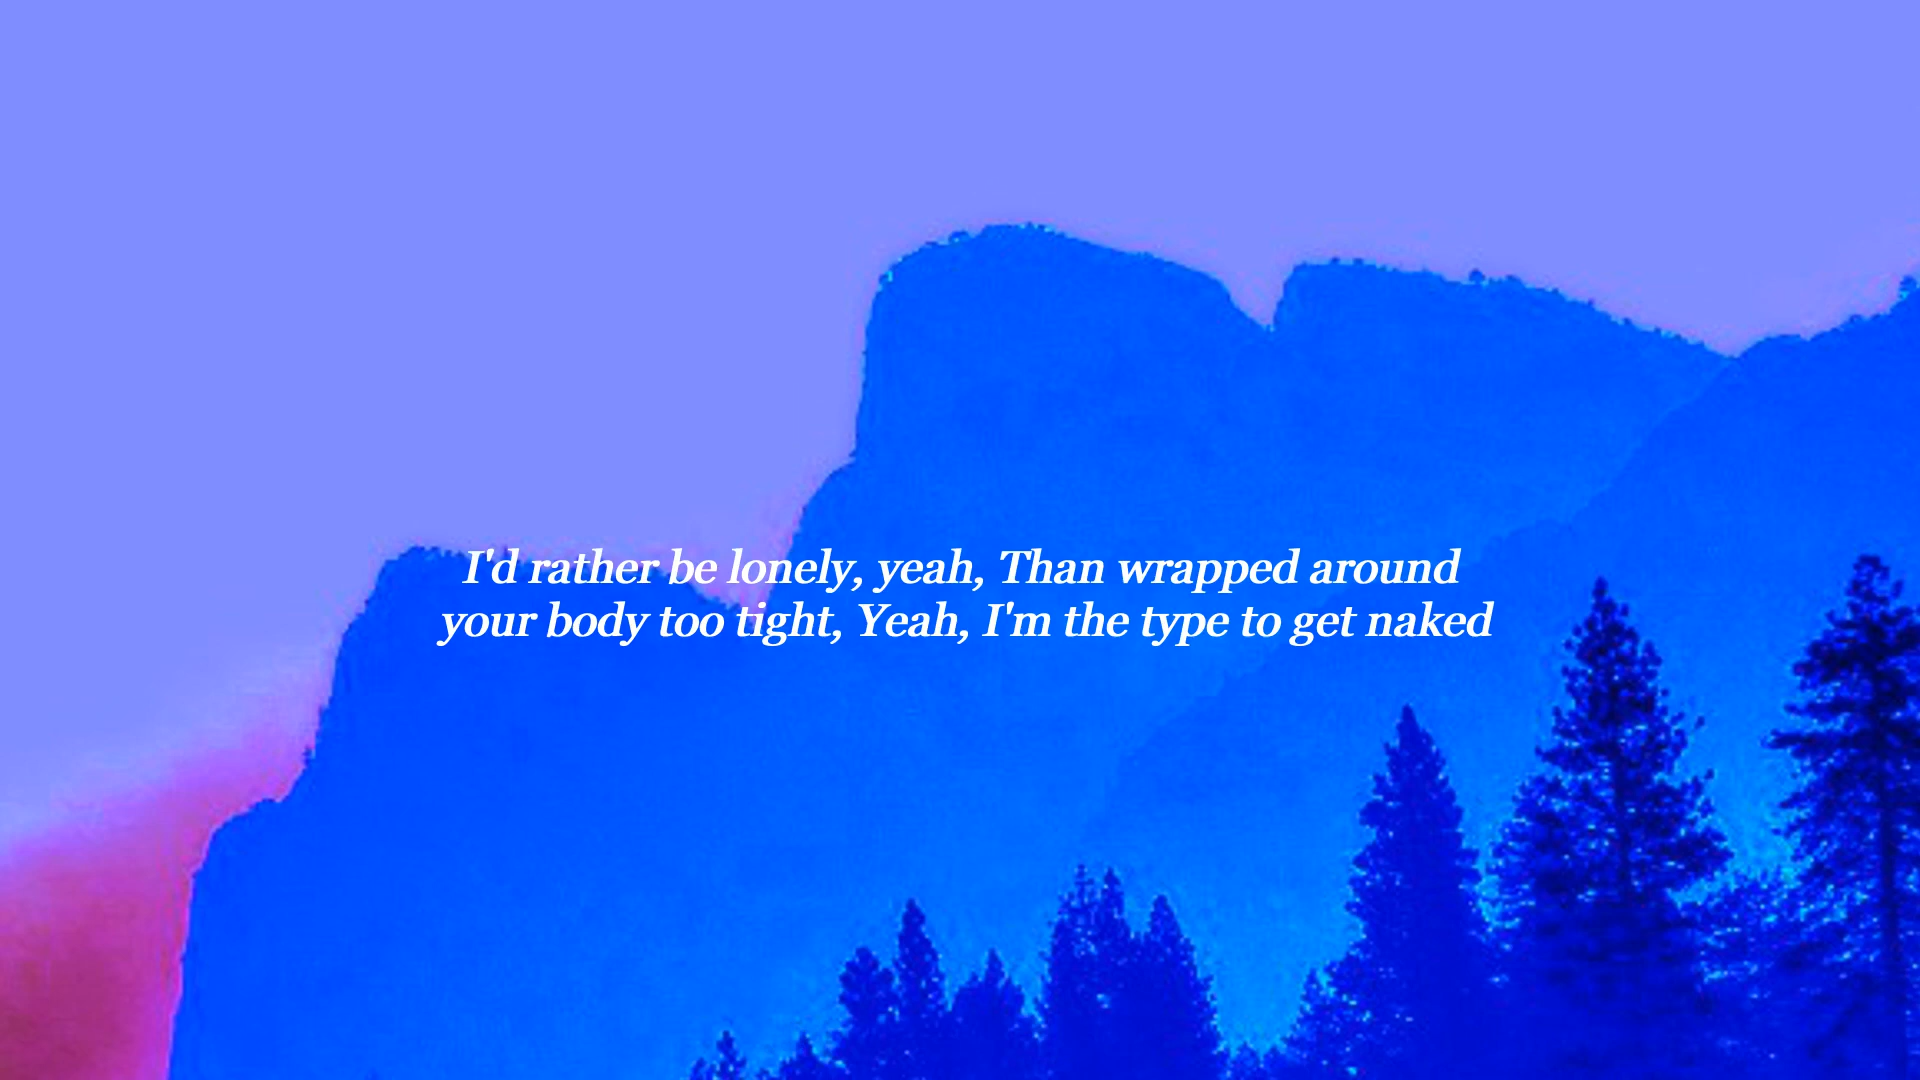 I'd rather be lonely, yeah, Than wrapped around
your body too tight, Yeah, I'm the type to get naked